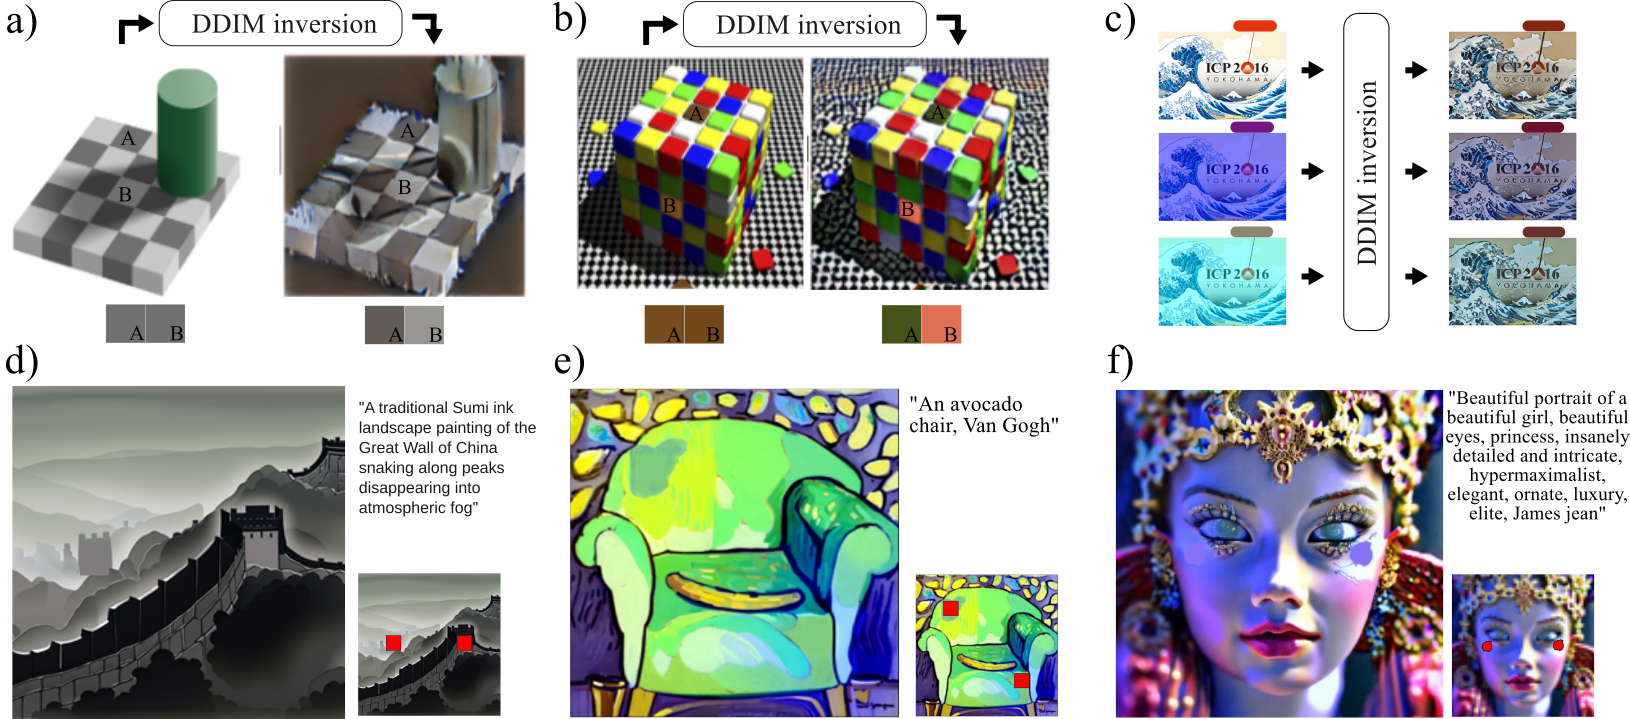 a)
DDIM inversion
A
B
A
B
A B
A B
b)
DDIM inversion
A
B
A
B
A B
A B
c)
ICP 2016
YOKOHAMA
ICP 2016
YOKOHAMA
ICP 2016
YOKOHAMA
DDIM inversion
ICP 2016
YOKOHAMA
ICP 2016
YOKOHAMA
ICP 2016
YOKOHAMA
d)
"A traditional Sumi ink
landscape painting of the
Great Wall of China
snaking along peaks
disappearing into
atmospheric fog"
e)
"An avocado
chair, Van Gogh"
f)
"Beautiful portrait of a
beautiful girl, beautiful
eyes, princess, insanely
detailed and intricate,
hypermaximalist,
elegant, ornate, luxury,
elite, James jean"